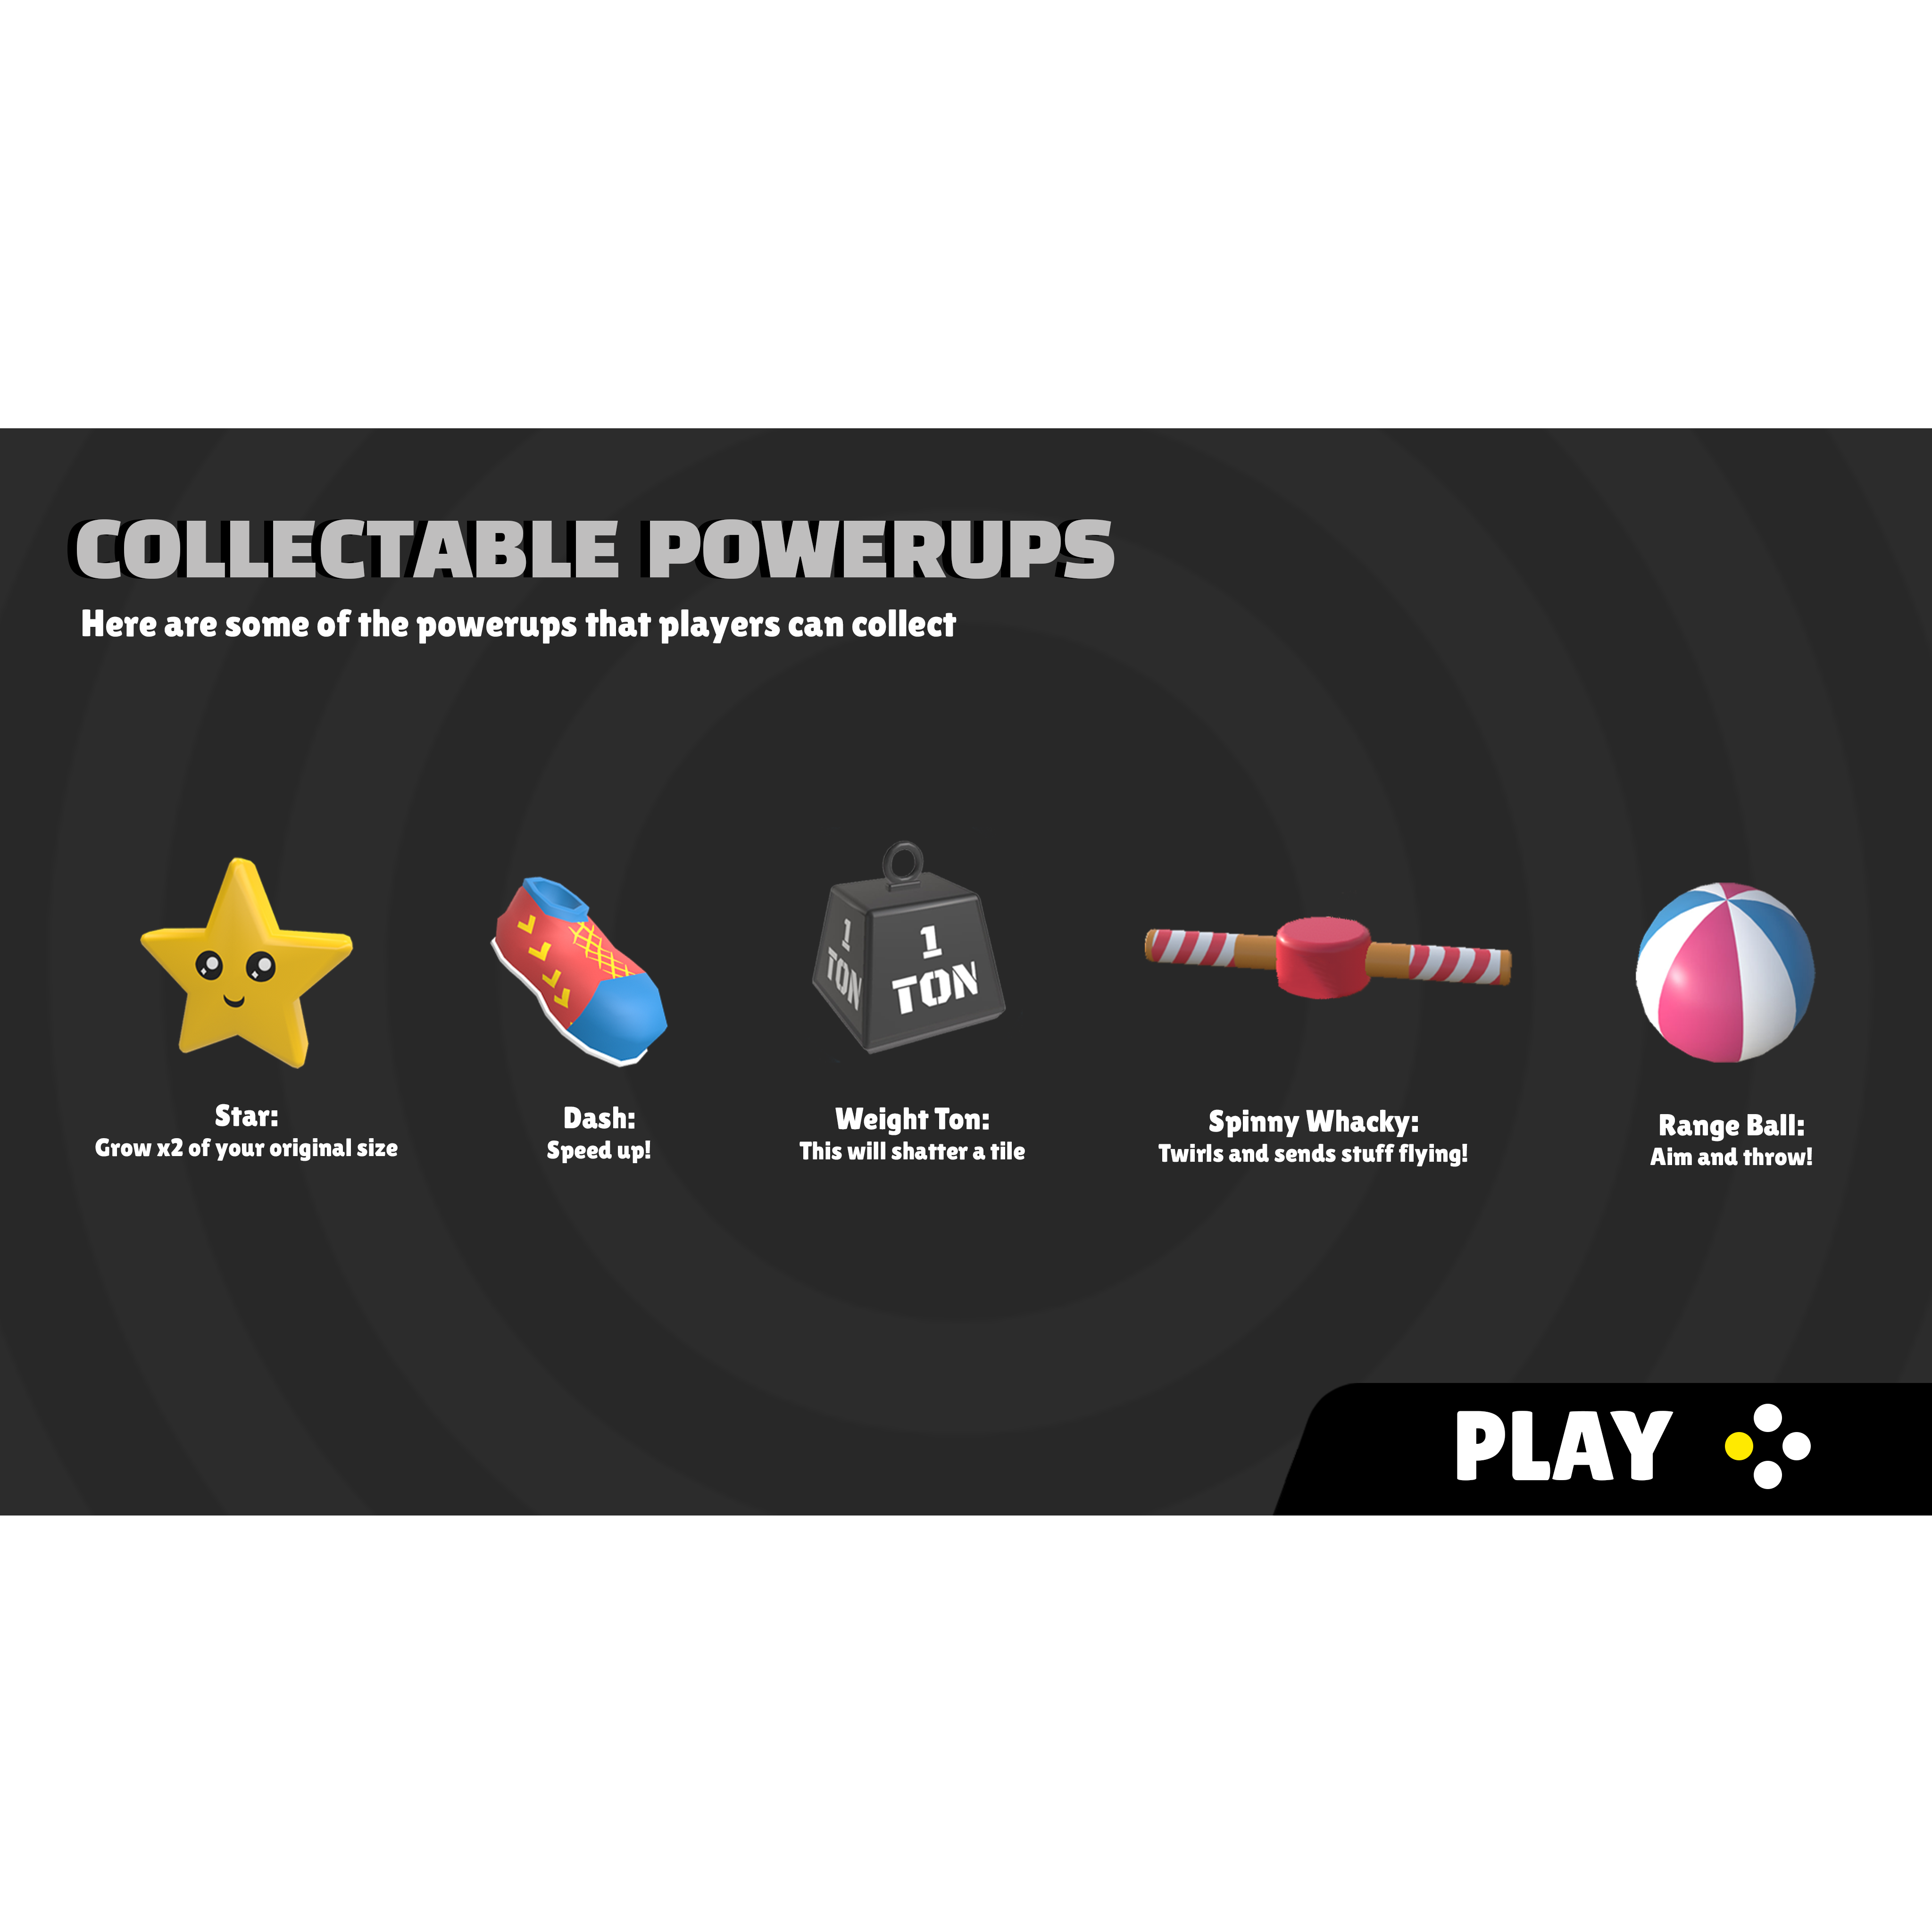 COLLECTABLE POWERUPS
Here are some of the powerups that players can collect
1
TON
1
TON
Star:
Grow x2 of your original size
Dash:
Speed up!
Weight Ton:
This will shatter a tile
Spinny Whacky:
Twirls and sends stuff flying!
Range Ball:
Aim and throw!
PLAY